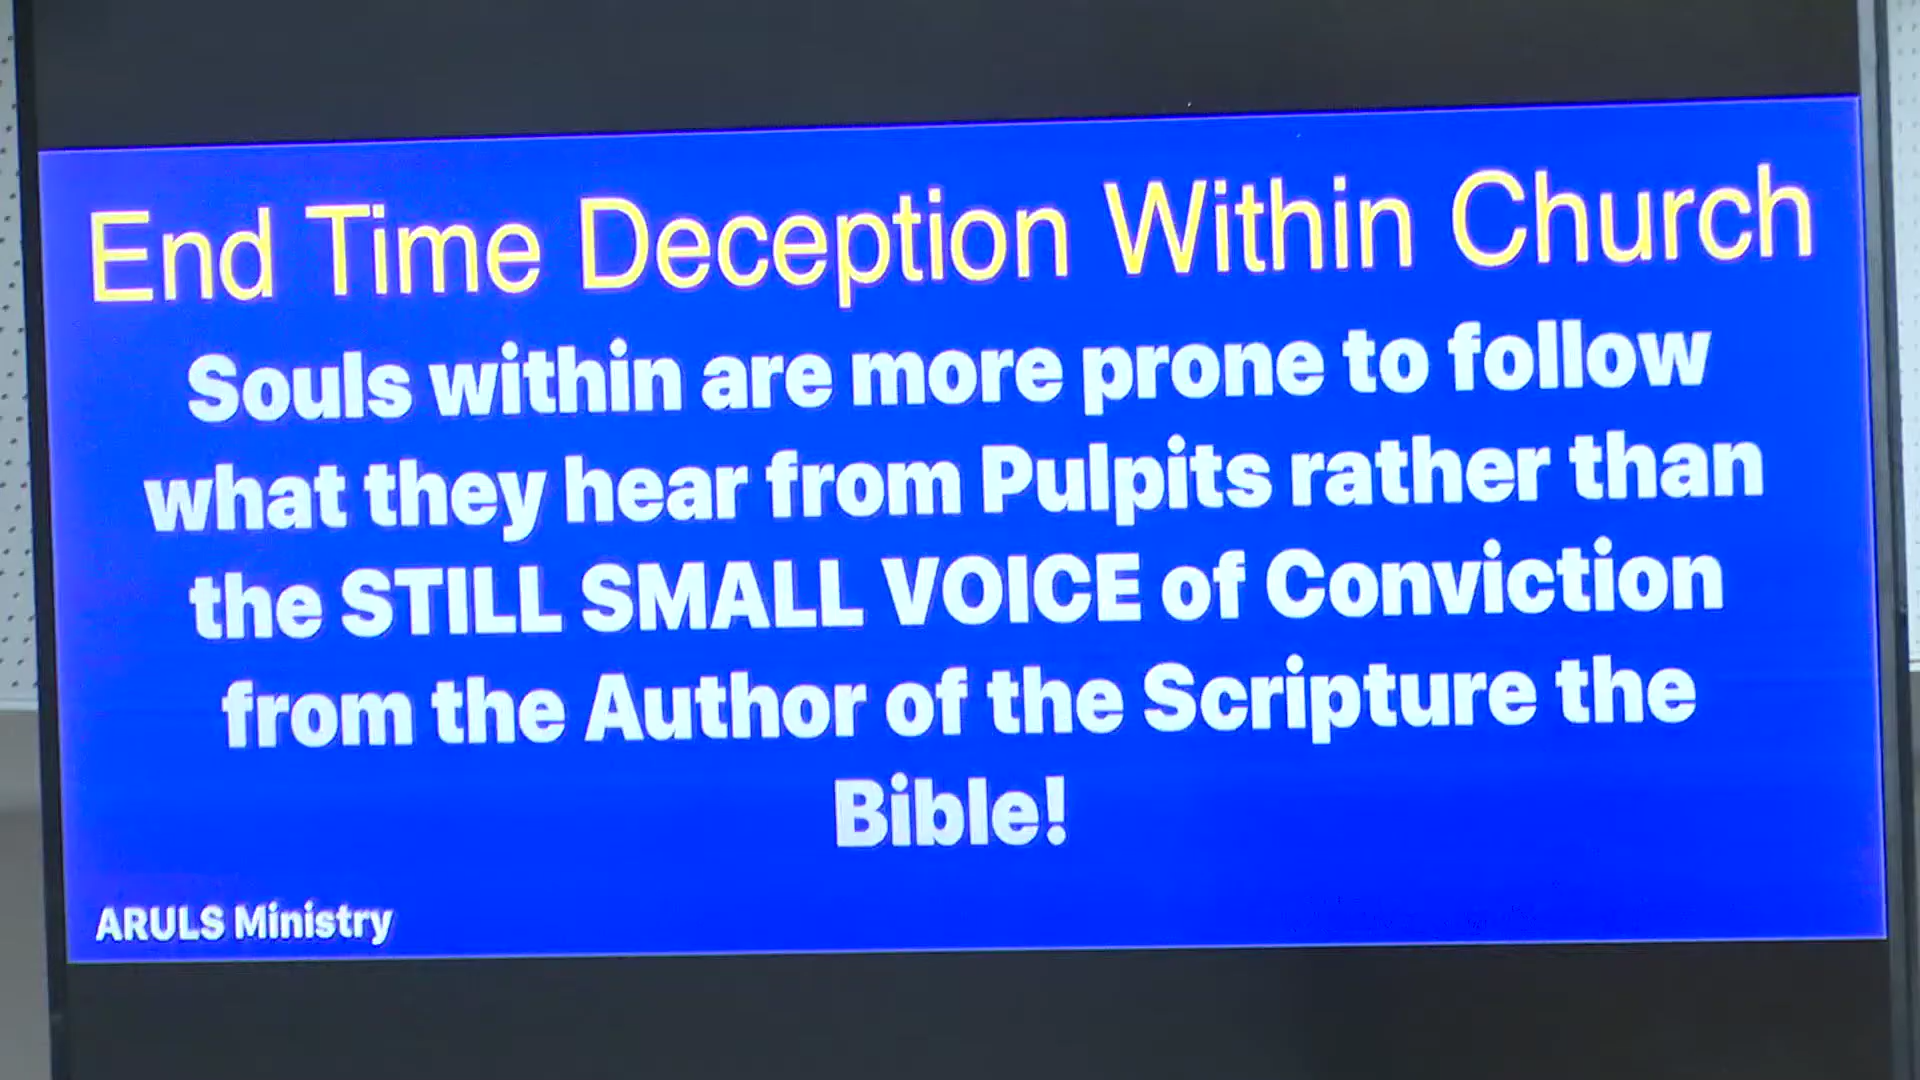 End Time Deception Within Church
Souls within are more prone to follow
what they hear from Pulpits rather than
the STILL SMALL VOICE of Conviction
from the Author of the Scripture the
Bible!
ARULS Ministry